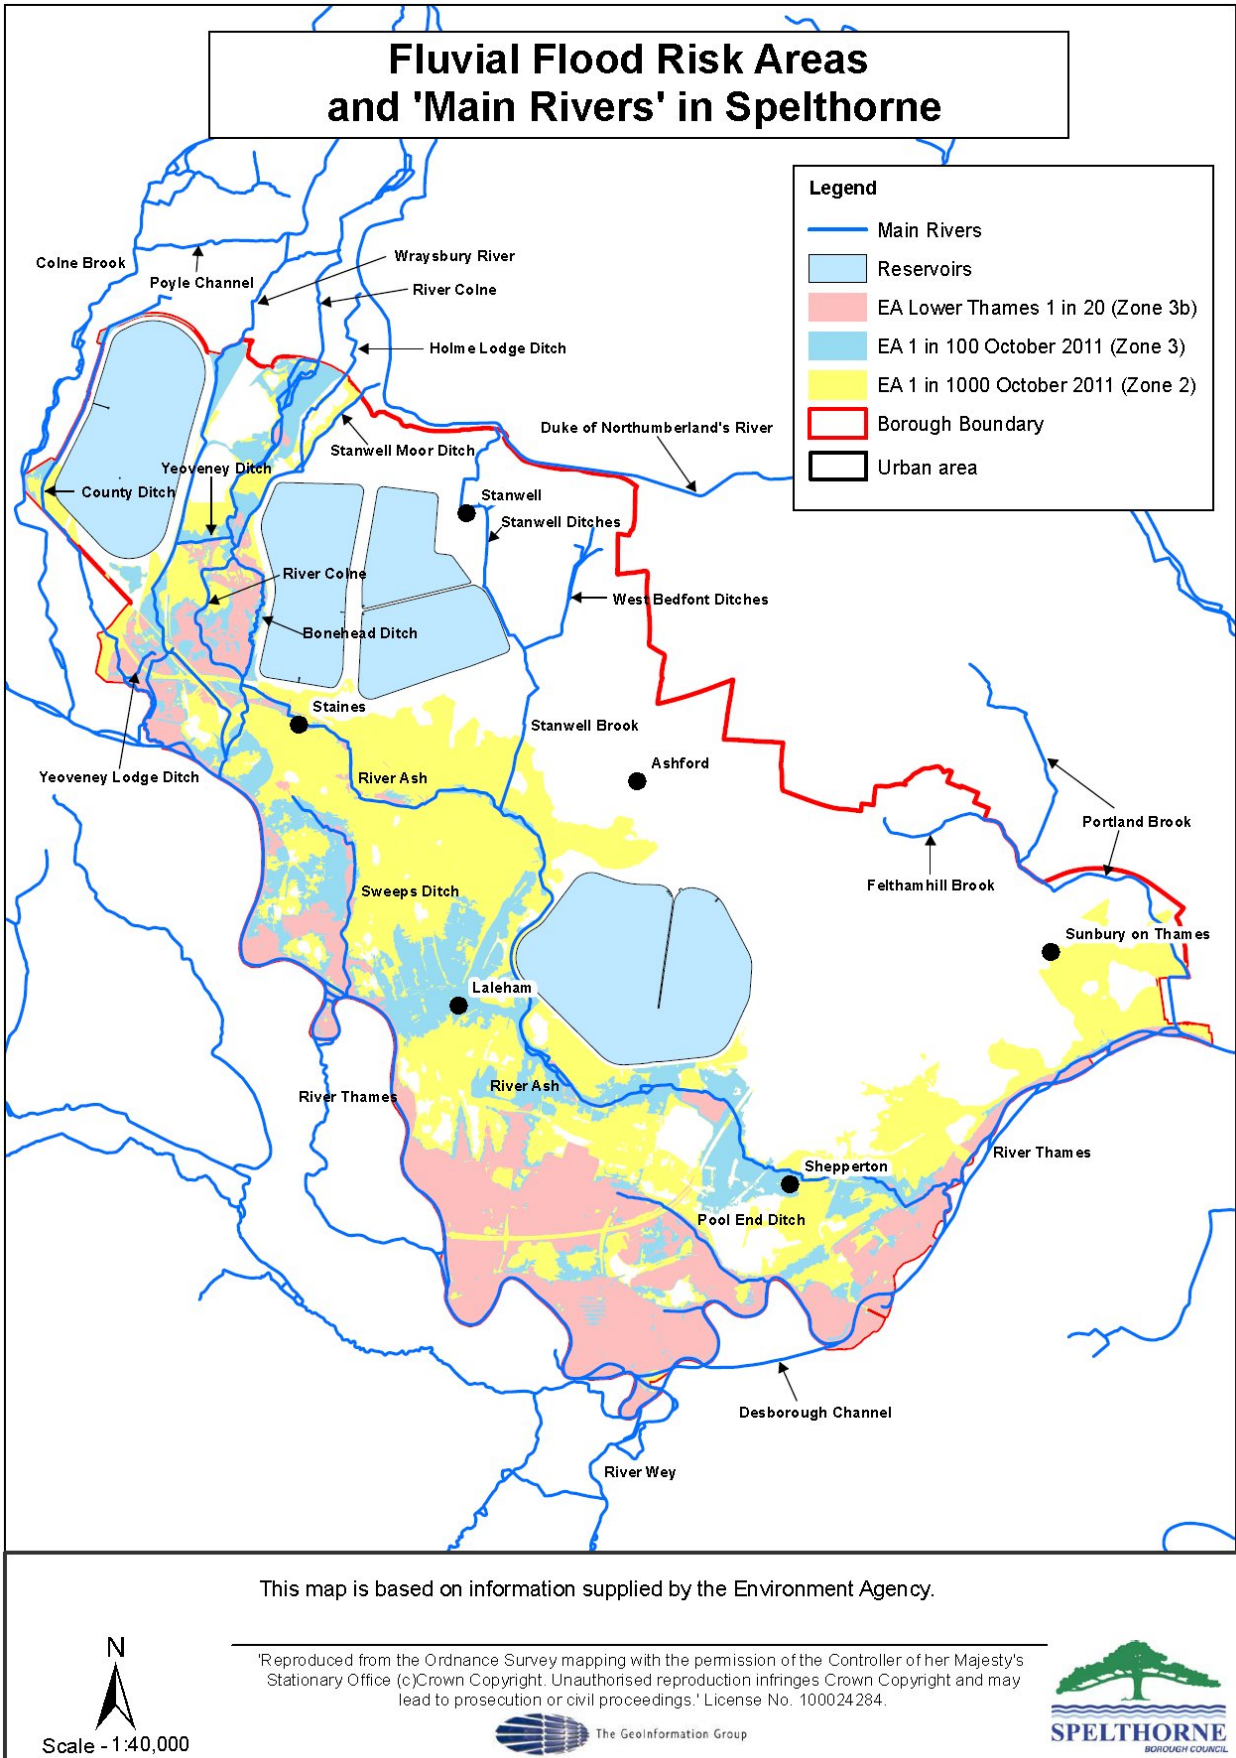 Fluvial Flood Risk Areas
and 'Main Rivers' in Spelthorne
Legend
Main Rivers
Reservoirs
EA Lower Thames 1 in 20 (Zone 3b)
EA 1 in 100 October 2011 (Zone 3)
EA 1 in 1000 October 2011 (Zone 2)
Borough Boundary
Urban area
Colne Brook
Poyle Channel
Wraysbury River
River Colne
Holme Lodge Ditch
Duke of Northumberland's River
Stanwell Moor Ditch
Yeoveney Ditch
County Ditch
Stanwell
Stanwell Ditches
River Colne
West Bedfont Ditches
Bonehead Ditch
Staines
Stanwell Brook
Ashford
Yeoveney Lodge Ditch
River Ash
Portland Brook
Felthamhill Brook
Sweeps Ditch
Sunbury on Thames
Laleham
River Ash
River Thames
River Thames
Shepperton
Pool End Ditch
Desborough Channel
River Wey
This map is based on information supplied by the Environment Agency.
N
Scale - 1:40,000
'Reproduced from the Ordnance Survey mapping with the permission of the Controller of her Majesty's
Stationary Office (c)Crown Copyright. Unauthorised reproduction infringes Crown Copyright and may
lead to prosecution or civil proceedings.' License No. 100024284.
The GeoInformation Group
SPELTHORNE
BOROUGH COUNCIL